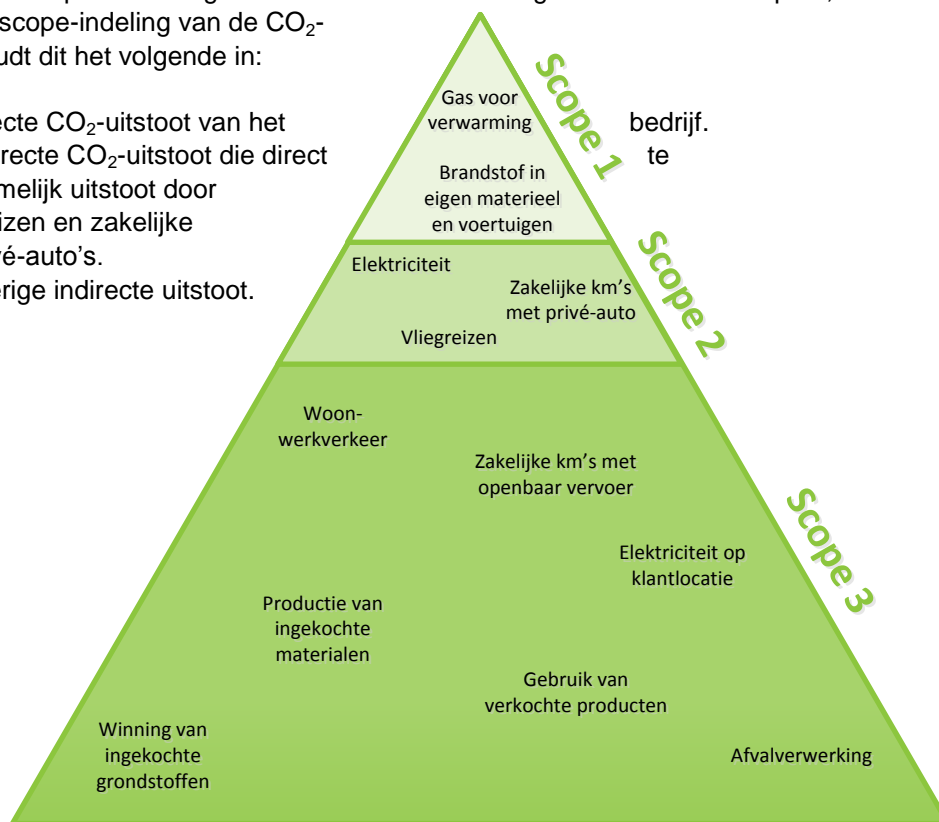 scope-indeling van de CO₂-
udt dit het volgende in:
ecte CO₂-uitstoot van het bedrijf.
recte CO₂-uitstoot die direct te
melijk uitstoot door
izen en zakelijke
vé-auto's.
erige indirecte uitstoot.
Scope 1
Gas voor
verwarming
Brandstof in
eigen materieel
en voertuigen
Scope 2
Elektriciteit
Zakelijke km's
met privé-auto
Vliegreizen
Scope 3
Woon-
werkverkeer
Zakelijke km's met
openbaar vervoer
Elektriciteit op
klantlocatie
Productie van
ingekochte
materialen
Gebruik van
verkochte producten
Winning van
ingekochte
grondstoffen
Afvalverwerking